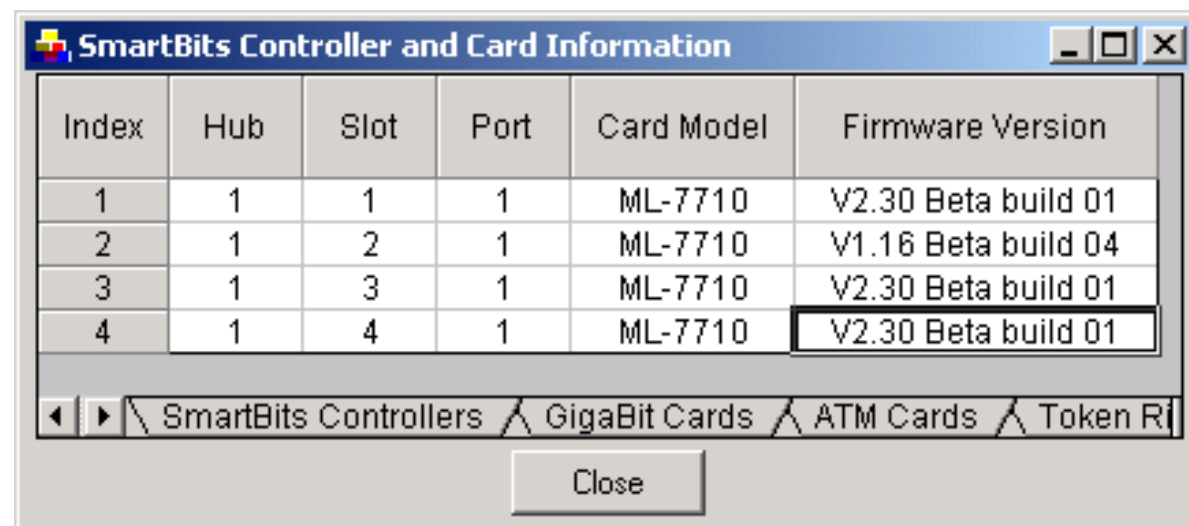 SmartBits Controller and Card Information
Index Hub Slot Port Card Model Firmware Version
1 1 1 1 ML-7710 V2.30 Beta build 01
2 1 2 1 ML-7710 V1.16 Beta build 04
3 1 3 1 ML-7710 V2.30 Beta build 01
4 1 4 1 ML-7710 V2.30 Beta build 01
SmartBits Controllers GigaBit Cards ATM Cards Token Ri
Close